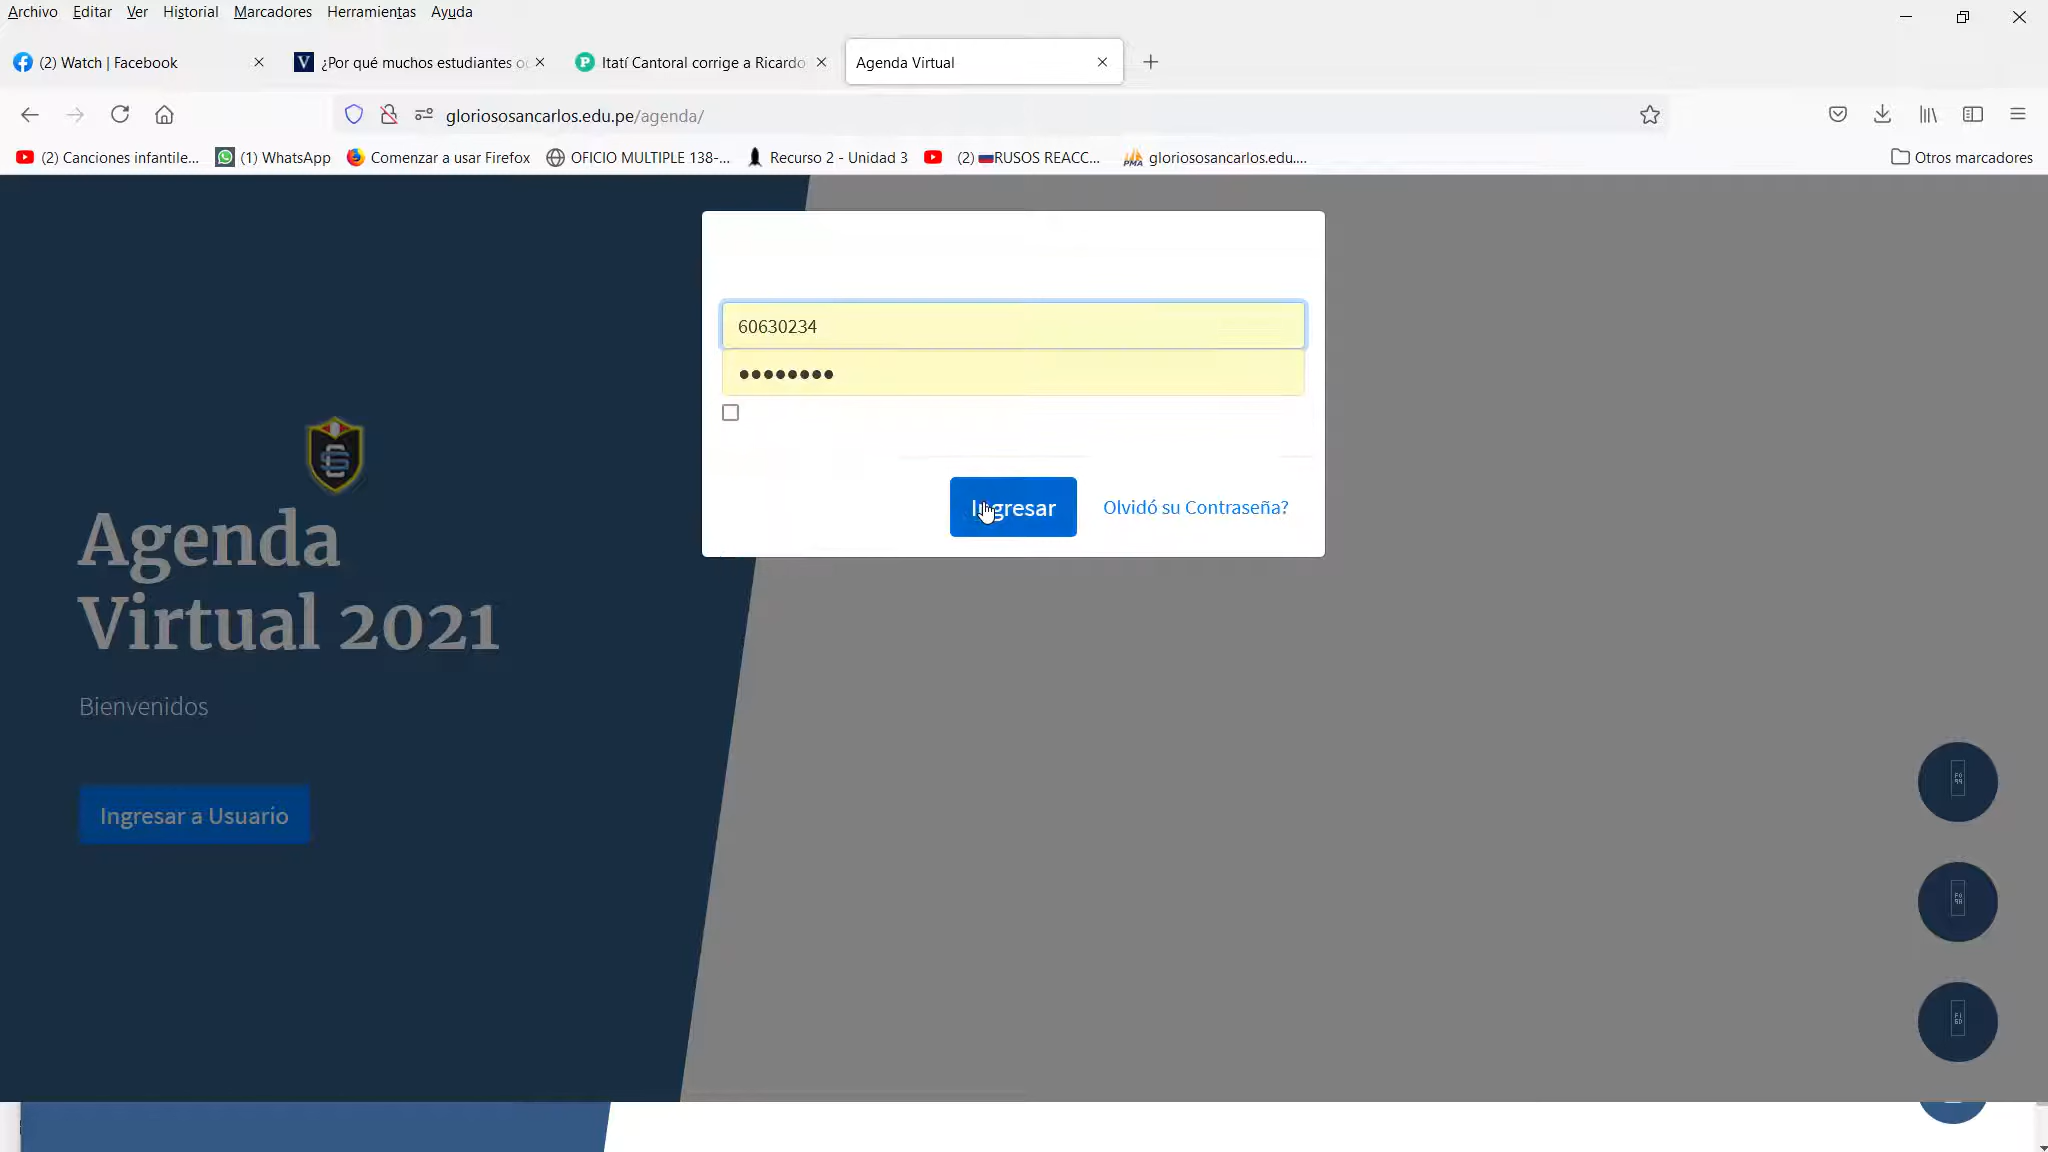 Archivo Editar Ver Historial Marcadores Herramientas Ayuda
(2) Watch | Facebook
¿Por qué muchos estudiantes o
Itatí Cantoral corrige a Ricardo
Agenda Virtual
gloriososancarlos.edu.pe/agenda/
(2) Canciones infantile...
(1) WhatsApp
Comenzar a usar Firefox
OFICIO MULTIPLE 138-...
Recurso 2 - Unidad 3
(2) RUSOS REACC...
PMA
gloriososancarlos.edu....
Otros marcadores
60630234
Ingresar
Olvidó su Contraseña?
Agenda
Virtual 2021
Bienvenidos
Ingresar a Usuario